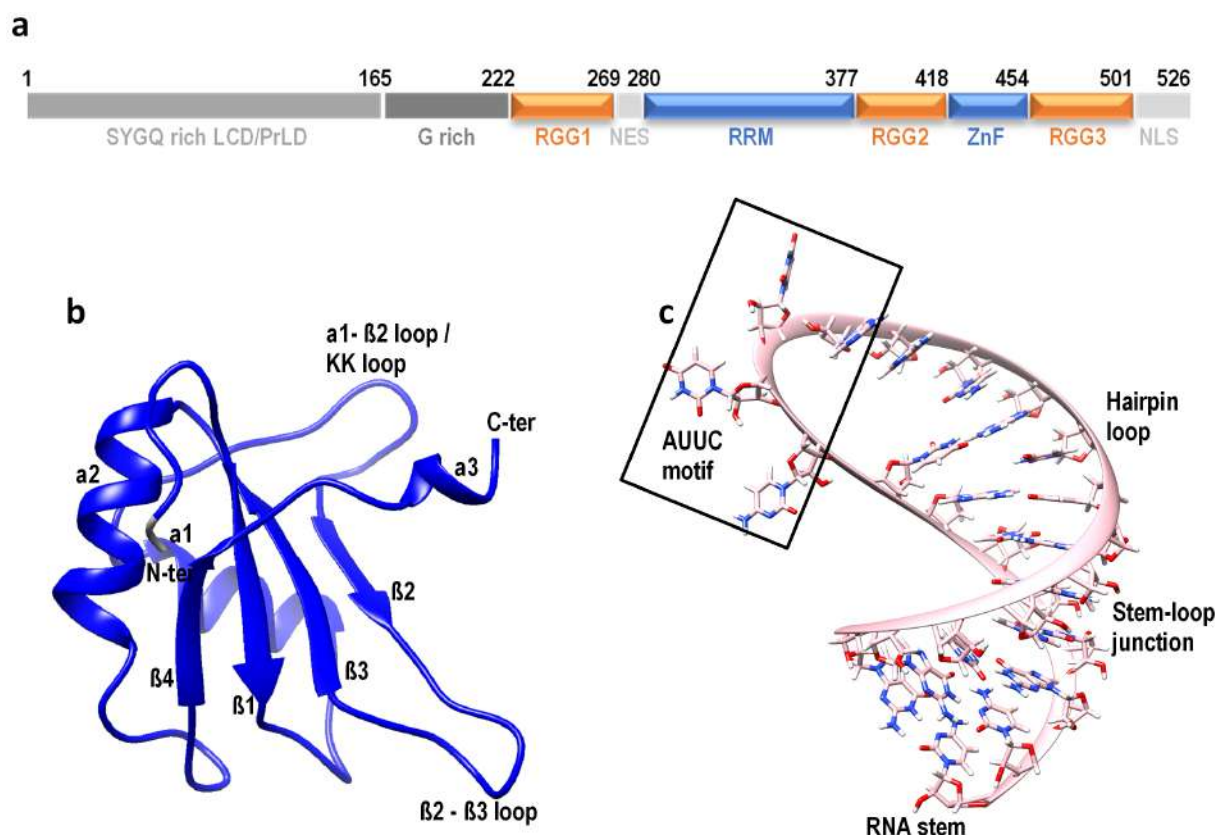 a
1 165 222 269 280 377 418 454 501 526
SYGQ rich LCD/PrLD G rich RGG1 NES RRM RGG2 ZnF RGG3 NLS
b
a1- ß2 loop /
KK loop
C-ter
a3
a2
a1
N-ter
ß2
ß4
ß1
ß3
ß2 - ß3 loop
c
AUUC
motif
Hairpin
loop
Stem-loop
junction
RNA stem